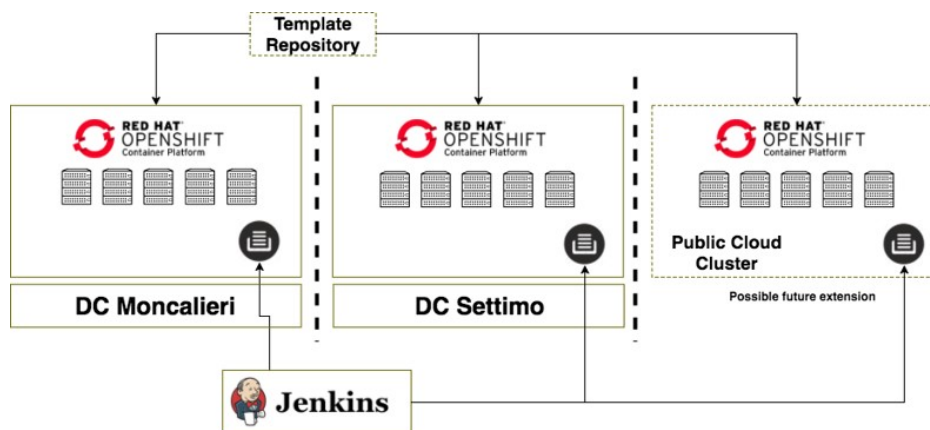 Template
Repository
RED HAT®
OPENSHIFT
Container Platform
RED HAT®
OPENSHIFT
Container Platform
RED HAT®
OPENSHIFT
Container Platform
Public Cloud
Cluster
DC Moncalieri
DC Settimo
Possible future extension
Jenkins